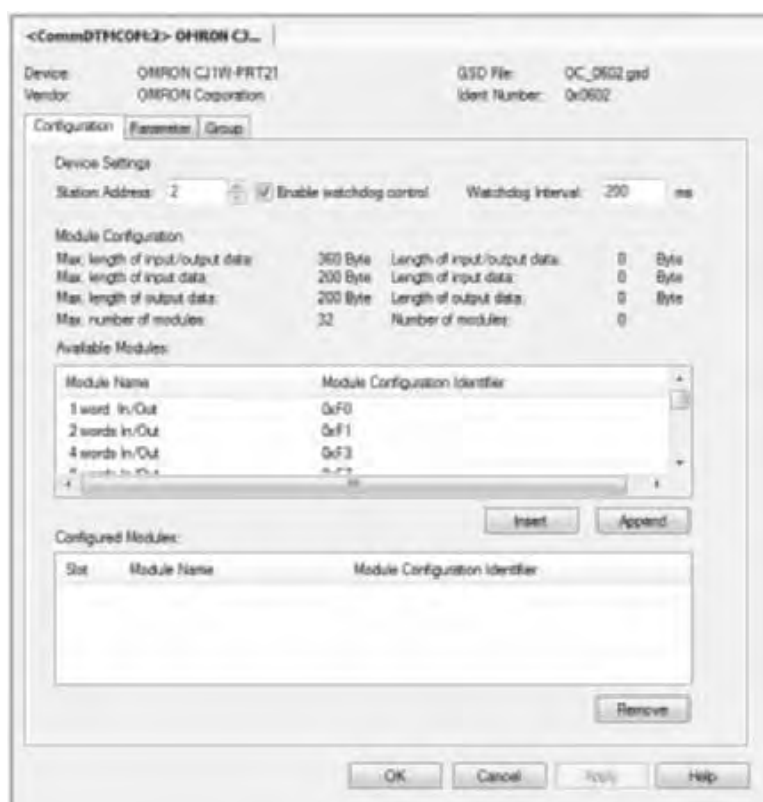 <CommDTMCOM:2> OMRON CJ...
Device: OMRON CJ1W-PRT21 GSD File: OC_0602.gsd
Vendor: OMRON Corporation Ident Number: 0x0602
Configuration Parameter Group
Device Settings
Station Address: 2 Enable watchdog control Watchdog Interval: 200 ms
Module Configuration
Max. length of input/output data: 360 Byte Length of input/output data: 0 Byte
Max. length of input data: 200 Byte Length of input data: 0 Byte
Max. length of output data: 200 Byte Length of output data: 0 Byte
Max. number of modules: 32 Number of modules: 0
Available Modules:
Module Name Module Configuration Identifier
1 word In/Out 0xF0
2 words In/Out 0xF1
4 words In/Out 0xF3
words In/Out 0xF7
Insert Append
Configured Modules:
Slot Module Name Module Configuration Identifier
Remove
OK Cancel Apply Help